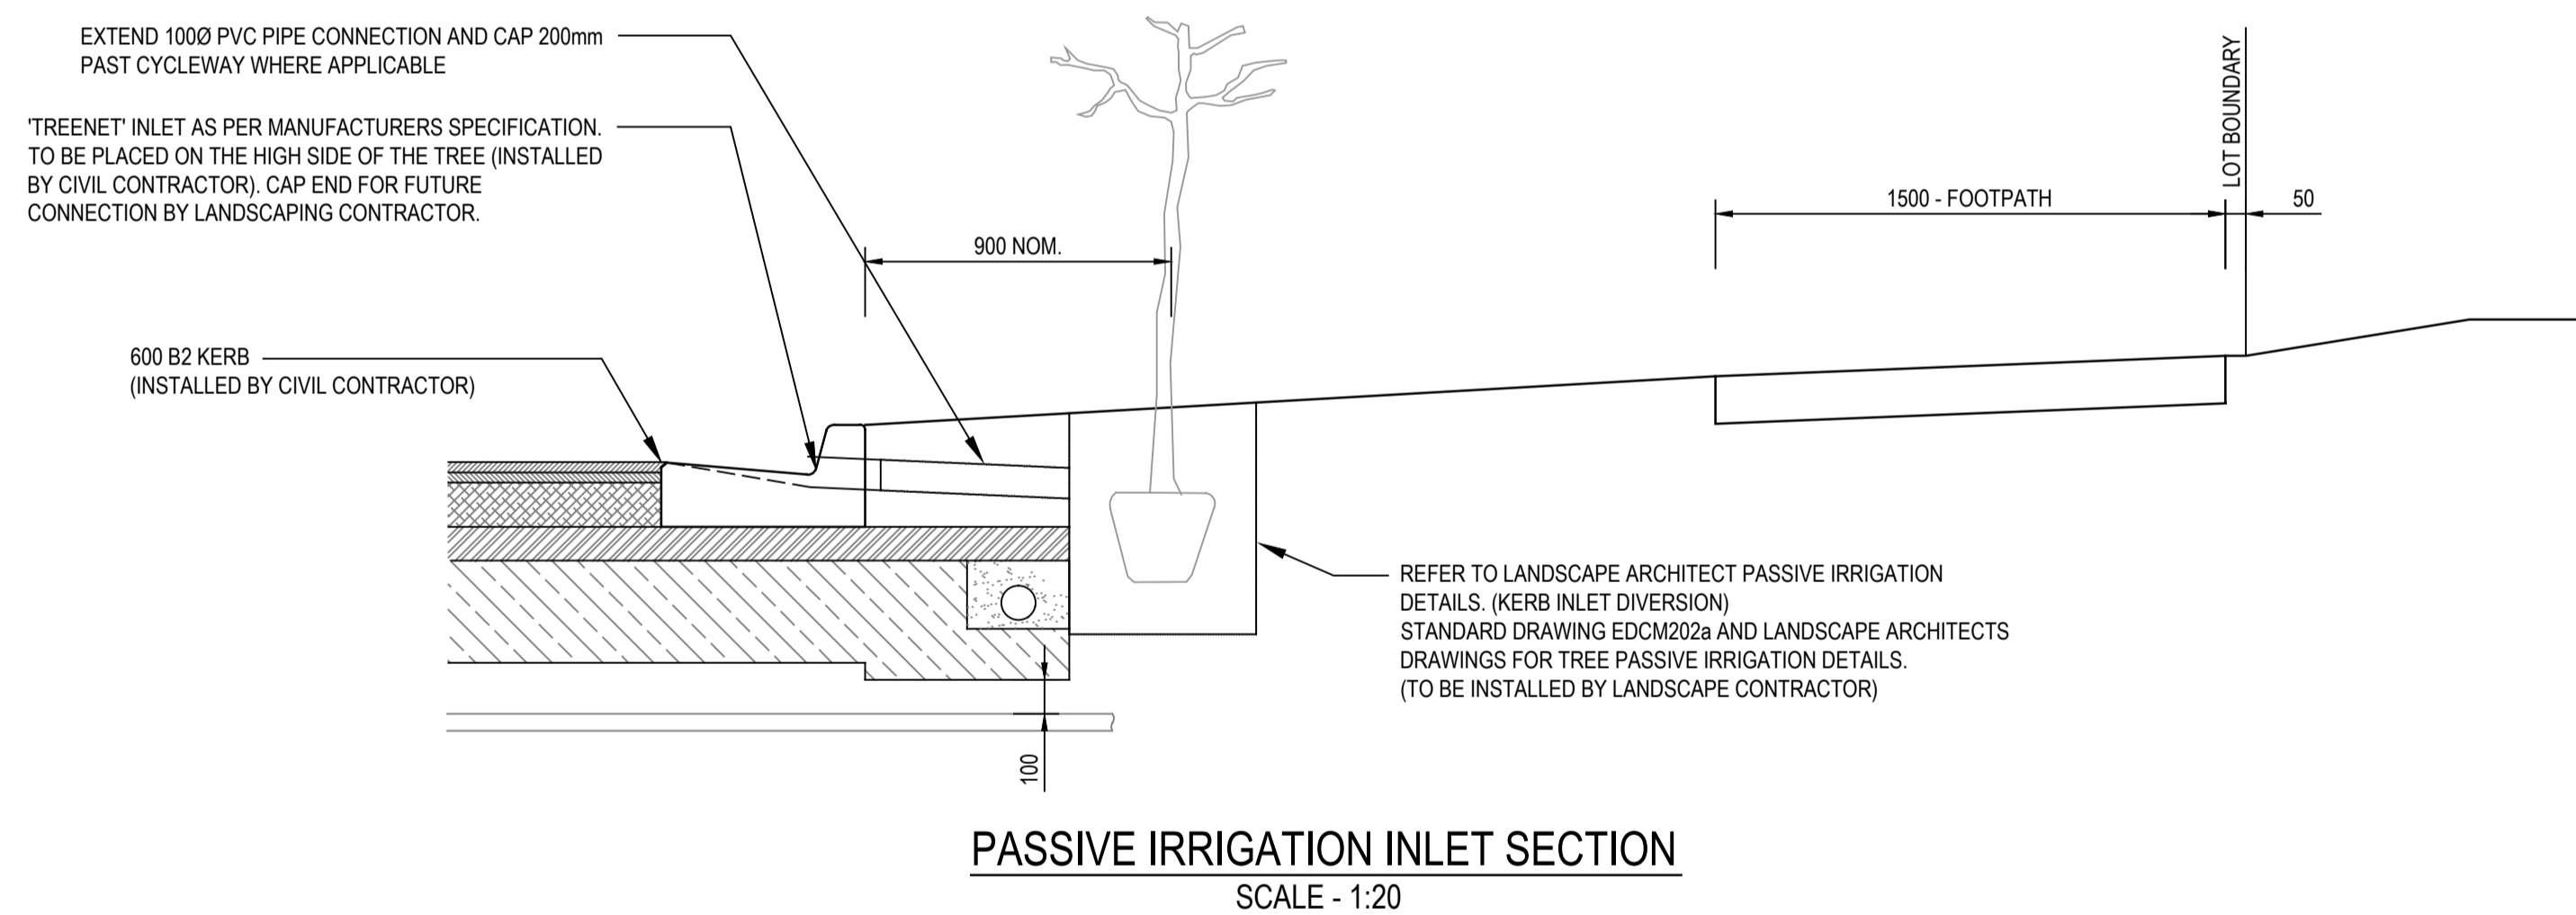 EXTEND 100Ø PVC PIPE CONNECTION AND CAP 200mm
PAST CYCLEWAY WHERE APPLICABLE
'TREENET' INLET AS PER MANUFACTURERS SPECIFICATION.
TO BE PLACED ON THE HIGH SIDE OF THE TREE (INSTALLED
BY CIVIL CONTRACTOR). CAP END FOR FUTURE
CONNECTION BY LANDSCAPING CONTRACTOR.
600 B2 KERB
(INSTALLED BY CIVIL CONTRACTOR)
900 NOM.
1500 - FOOTPATH
LOT BOUNDARY
50
REFER TO LANDSCAPE ARCHITECT PASSIVE IRRIGATION
DETAILS. (KERB INLET DIVERSION)
STANDARD DRAWING EDCM202a AND LANDSCAPE ARCHITECTS
DRAWINGS FOR TREE PASSIVE IRRIGATION DETAILS.
(TO BE INSTALLED BY LANDSCAPE CONTRACTOR)
100
PASSIVE IRRIGATION INLET SECTION
SCALE - 1:20